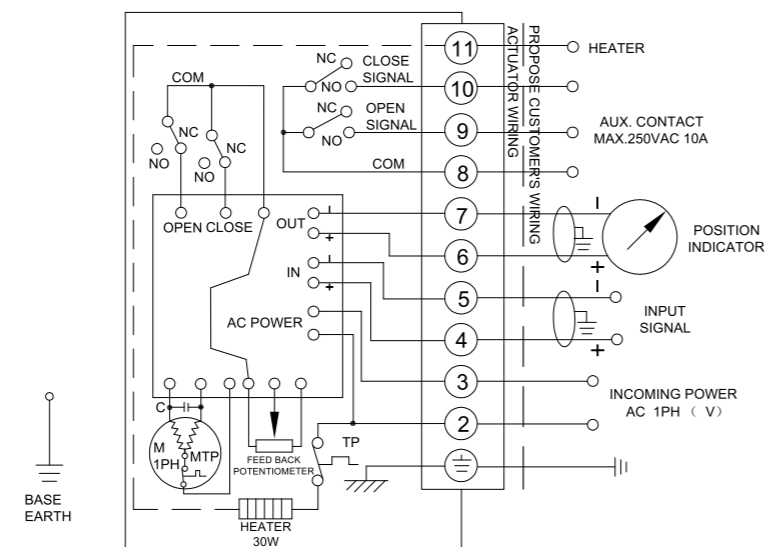 11
HEATER
NC
CLOSE
SIGNAL
COM
NO
10
NC
OPEN
SIGNAL
NO
9
AUX. CONTACT
MAX.250VAC 10A
NC
NC
NO
NO
COM
8
ACTUATOR WIRING
PROPOSE CUSTOMER'S WIRING
OPEN
CLOSE
OUT
-
+
7
-
POSITION
INDICATOR
6
+
IN
-
+
5
-
INPUT
SIGNAL
4
+
AC POWER
3
INCOMING POWER
AC 1PH ( V)
2
C
M
1PH
MTP
FEED BACK
POTENTIOMETER
TP
HEATER
30W
BASE
EARTH